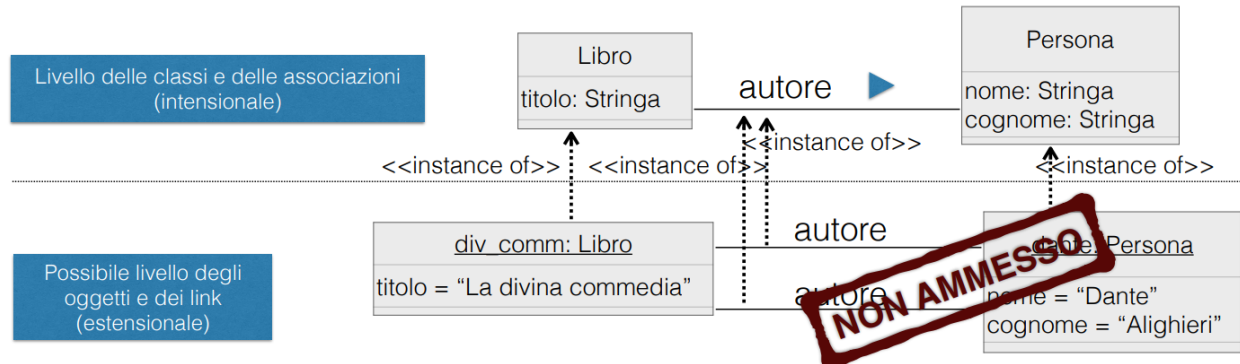 Livello delle classi e delle associazioni
(intensionale)
Libro
titolo: Stringa
autore
Persona
nome: Stringa
cognome: Stringa
<<instance of>>
<<instance of>>
<<instance of>>
<<instance of>>
Possibile livello degli
oggetti e dei link
(estensionale)
div_comm: Libro
titolo = “La divina commedia”
autore
autore
dante: Persona
nome = “Dante”
cognome = “Alighieri”
NON AMMESSO